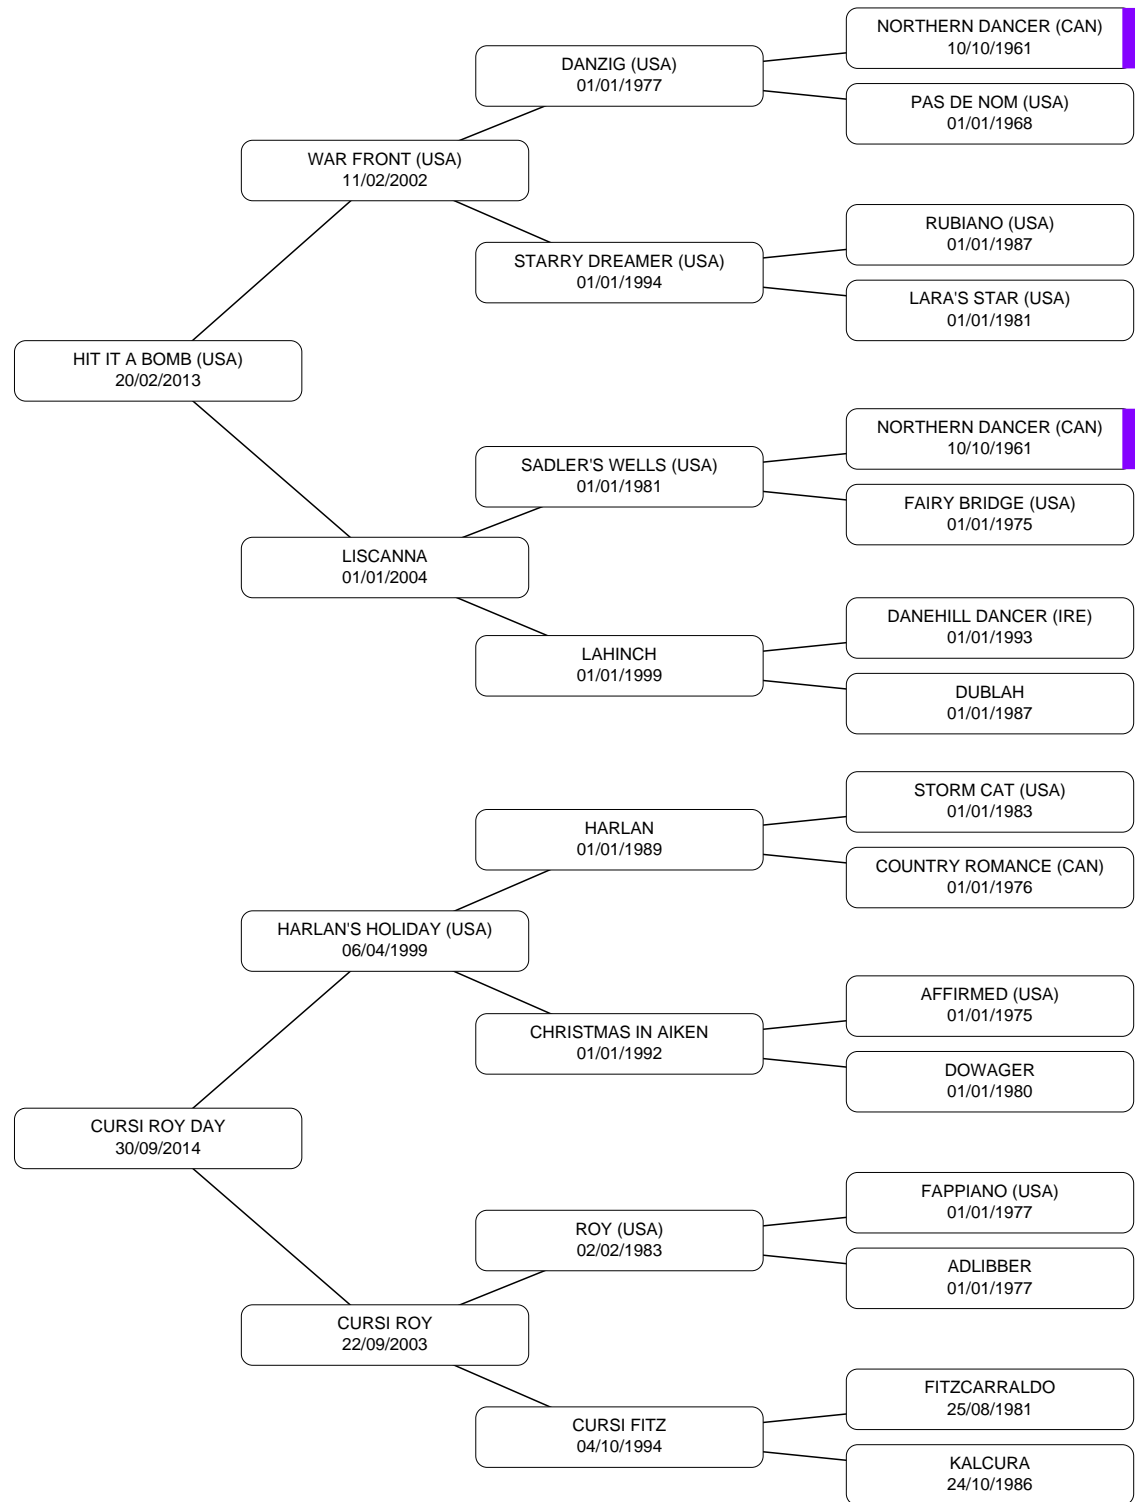 NORTHERN DANCER (CAN)
10/10/1961
DANZIG (USA)
01/01/1977
PAS DE NOM (USA)
01/01/1968
WAR FRONT (USA)
11/02/2002
RUBIANO (USA)
01/01/1987
STARRY DREAMER (USA)
01/01/1994
LARA'S STAR (USA)
01/01/1981
HIT IT A BOMB (USA)
20/02/2013
NORTHERN DANCER (CAN)
10/10/1961
SADLER'S WELLS (USA)
01/01/1981
FAIRY BRIDGE (USA)
01/01/1975
LISCANNA
01/01/2004
DANEHILL DANCER (IRE)
01/01/1993
LAHINCH
01/01/1999
DUBLAH
01/01/1987
STORM CAT (USA)
01/01/1983
HARLAN
01/01/1989
COUNTRY ROMANCE (CAN)
01/01/1976
HARLAN'S HOLIDAY (USA)
06/04/1999
AFFIRMED (USA)
01/01/1975
CHRISTMAS IN AIKEN
01/01/1992
DOWAGER
01/01/1980
CURSI ROY DAY
30/09/2014
FAPPIANO (USA)
01/01/1977
ROY (USA)
02/02/1983
ADLIBBER
01/01/1977
CURSI ROY
22/09/2003
FITZCARRALDO
25/08/1981
CURSI FITZ
04/10/1994
KALCURA
24/10/1986